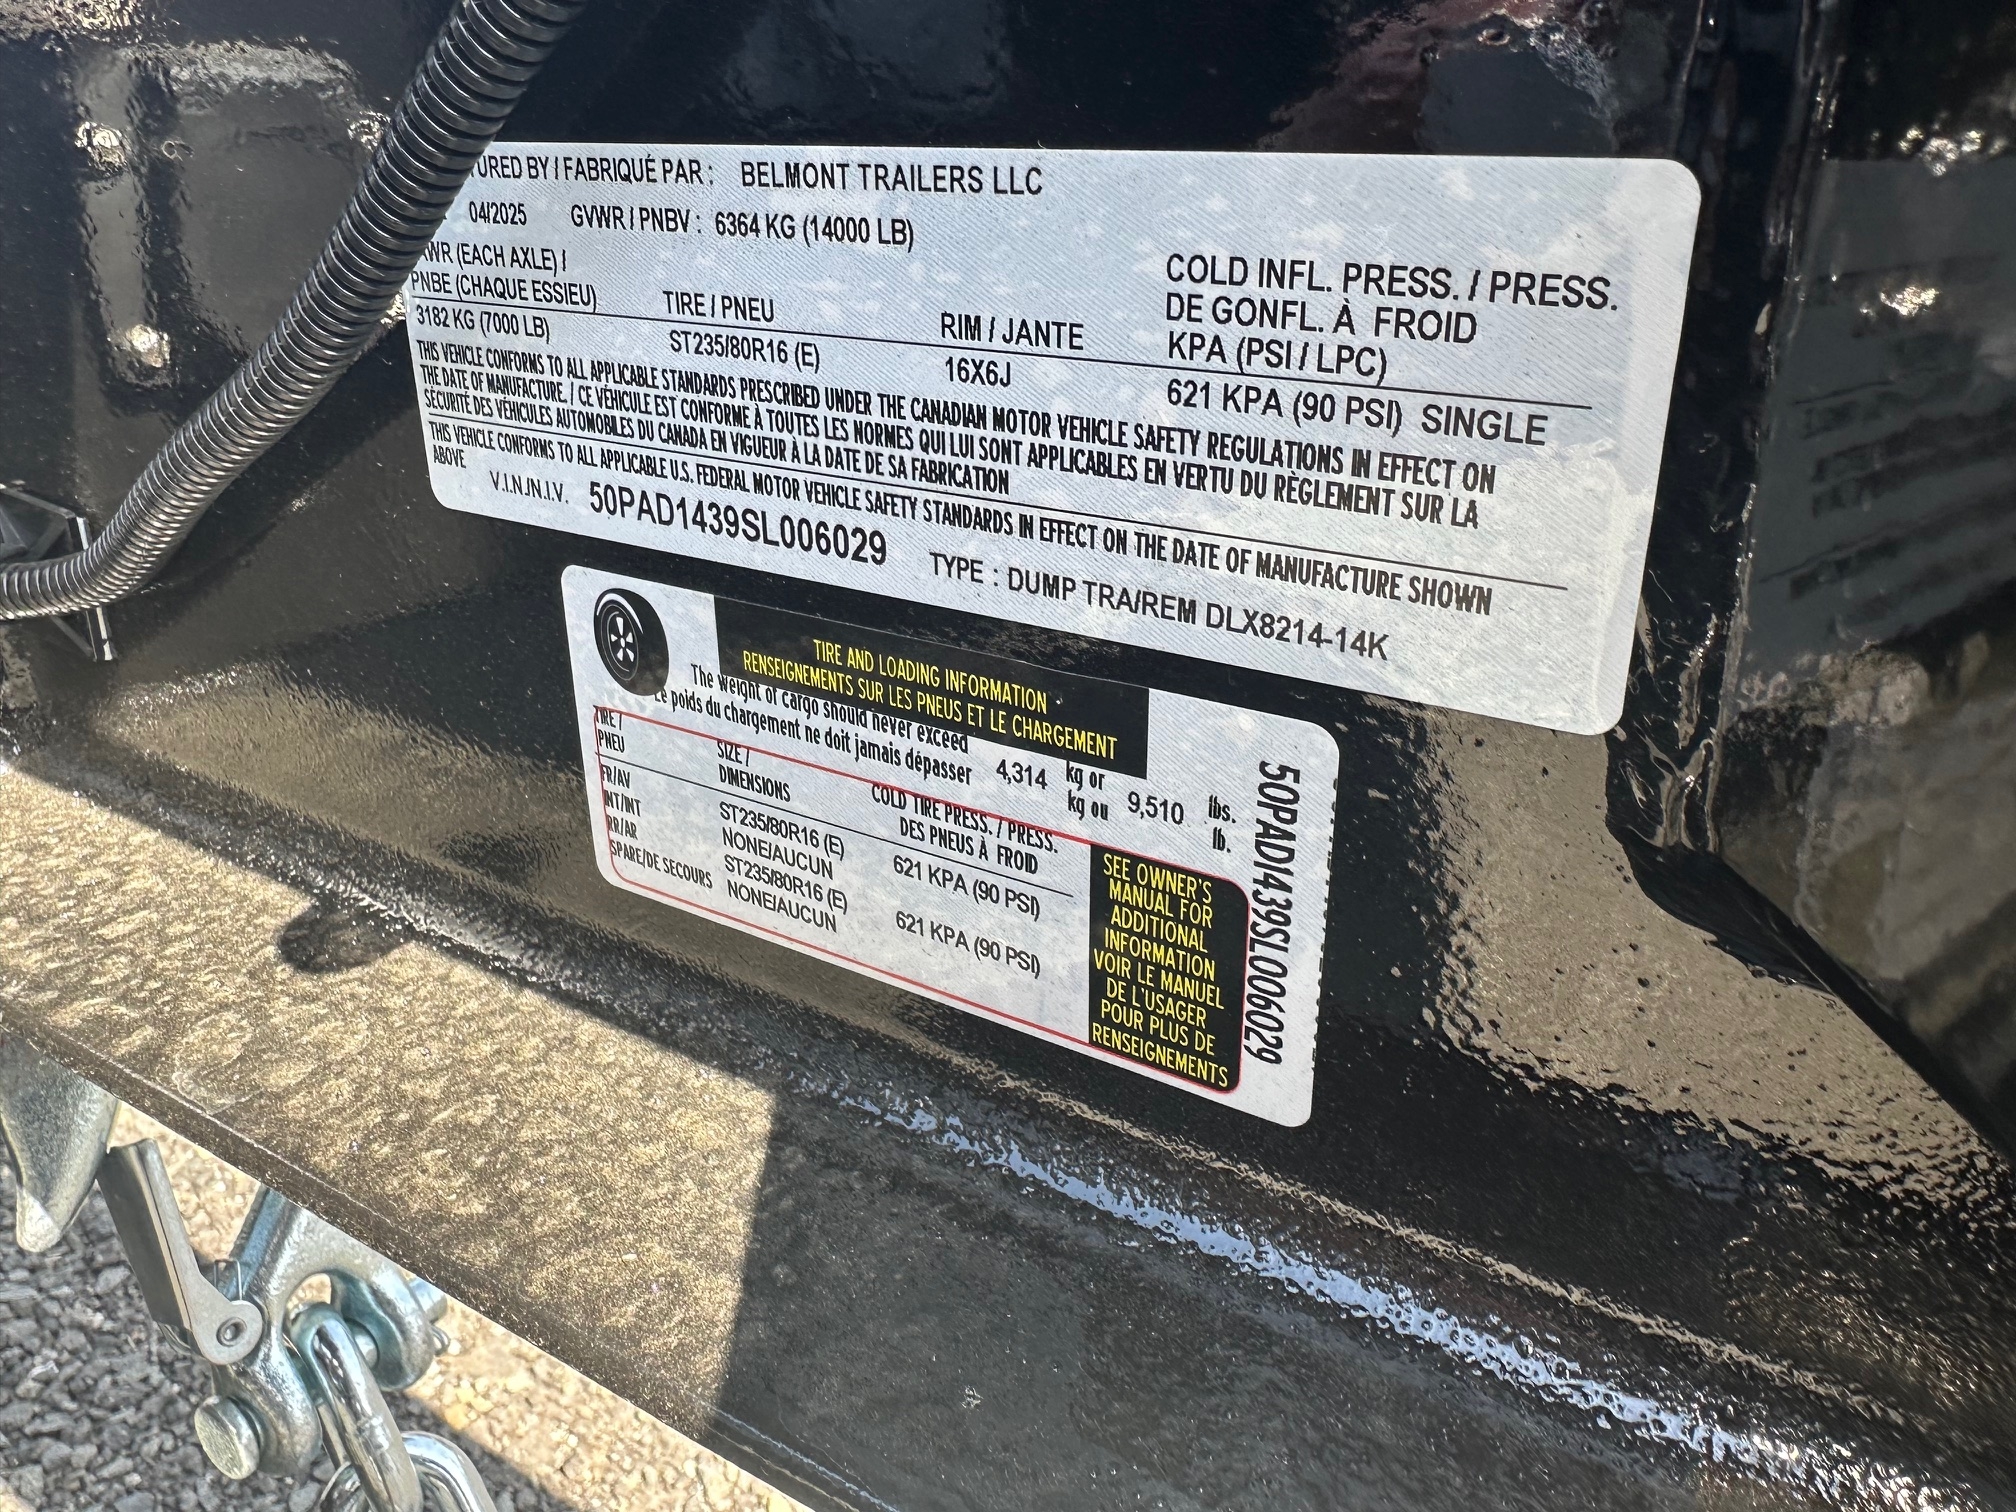 TURED BY / FABRIQUÉ PAR : BELMONT TRAILERS LLC
04/2025 GVWR / PNBV : 6364 KG (14000 LB)
AWR (EACH AXLE) /
PNBE (CHAQUE ESSIEU) TIRE / PNEU RIM / JANTE COLD INFL. PRESS. / PRESS.
DE GONFL. À FROID
KPA (PSI / LPC)
3182 KG (7000 LB) ST235/80R16 (E) 16X6J 621 KPA (90 PSI) SINGLE
THIS VEHICLE CONFORMS TO ALL APPLICABLE STANDARDS PRESCRIBED UNDER THE CANADIAN MOTOR VEHICLE SAFETY REGULATIONS IN EFFECT ON
THE DATE OF MANUFACTURE. / CE VÉHICULE EST CONFORME À TOUTES LES NORMES QUI LUI SONT APPLICABLES EN VERTU DU RÈGLEMENT SUR LA
SÉCURITÉ DES VÉHICULES AUTOMOBILES DU CANADA EN VIGUEUR À LA DATE DE SA FABRICATION
THIS VEHICLE CONFORMS TO ALL APPLICABLE U.S. FEDERAL MOTOR VEHICLE SAFETY STANDARDS IN EFFECT ON THE DATE OF MANUFACTURE SHOWN
ABOVE
V.I.N./N.I.V. 50PAD1439SL006029 TYPE : DUMP TRA/REM DLX8214-14K
TIRE AND LOADING INFORMATION
RENSEIGNEMENTS SUR LES PNEUS ET LE CHARGEMENT
The weight of cargo should never exceed 4,314 kg or 9,510 lbs.
Le poids du chargement ne doit jamais dépasser kg ou lb.
TIRE / SIZE / COLD TIRE PRESS. / PRESS.
PNEU DIMENSIONS DES PNEUS À FROID
FR/AV ST235/80R16 (E) 621 KPA (90 PSI)
INT/INT NONE/AUCUN
RR/AR ST235/80R16 (E) 621 KPA (90 PSI)
SPARE/DE SECOURS NONE/AUCUN
SEE OWNER'S
MANUAL FOR
ADDITIONAL
INFORMATION
VOIR LE MANUEL
DE L'USAGER
POUR PLUS DE
RENSEIGNEMENTS
50PAD1439SL006029